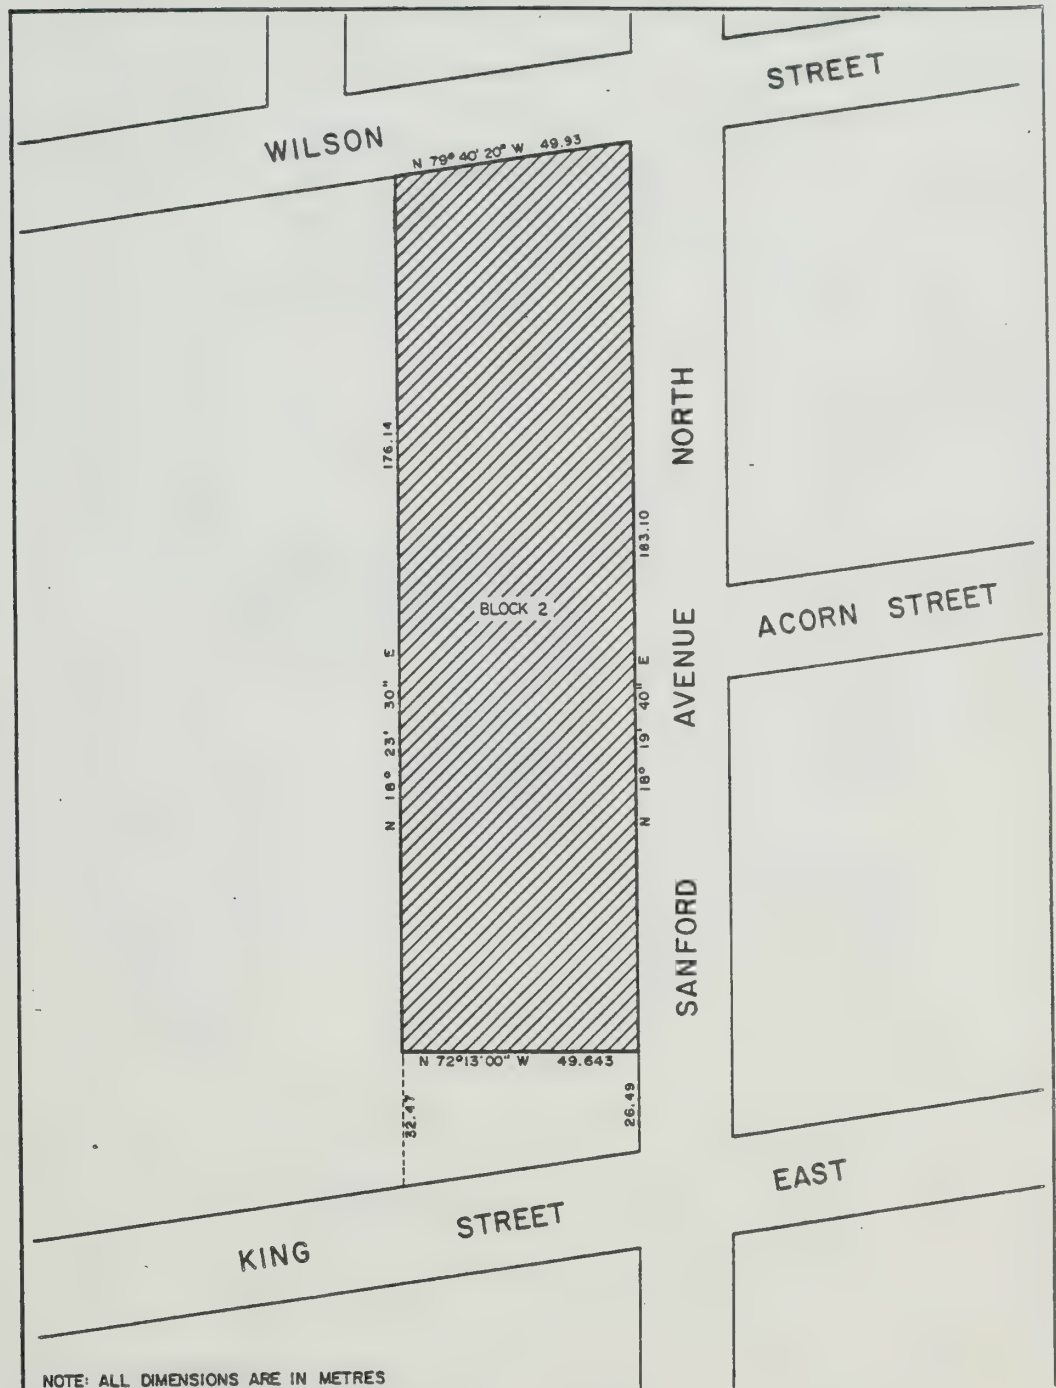 STREET
WILSON
N 79° 40' 20" W 49.93
176.14
N 18° 23' 30" E
BLOCK 2
183.10
N 18° 19' 40" E
SANFORD AVENUE NORTH
ACORN STREET
N 72°13'00" W 49.643
32.47
26.49
KING STREET EAST
NOTE: ALL DIMENSIONS ARE IN METRES